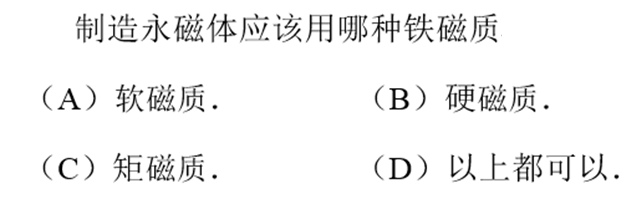 制造永磁体应该用哪种铁磁质
（A）软磁质． （B）硬磁质．
（C）矩磁质． （D）以上都可以．